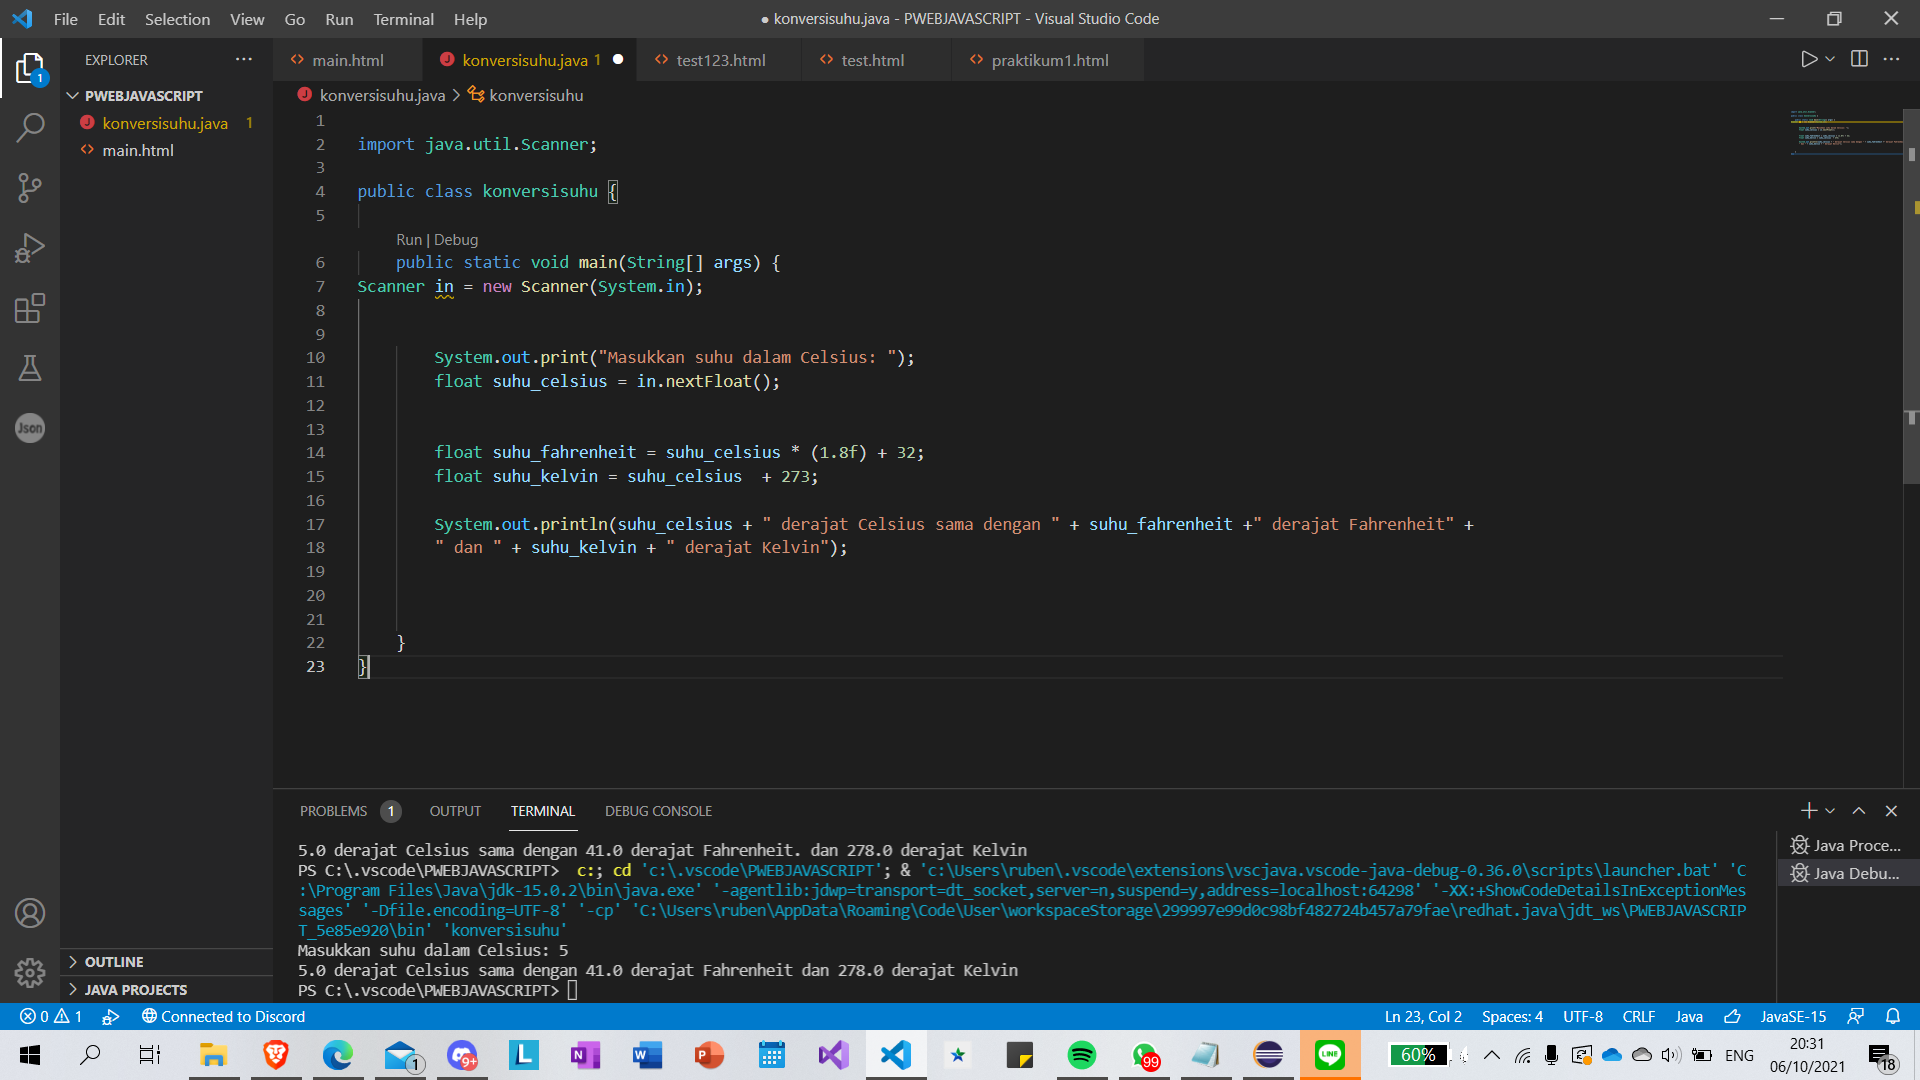 File Edit Selection View Go Run Terminal Help
● konversisuhu.java - PWEBJAVASCRIPT - Visual Studio Code
EXPLORER
main.html
konversisuhu.java 1
test123.html
test.html
praktikum1.html
PWEBJAVASCRIPT
konversisuhu.java 1
main.html
konversisuhu.java > konversisuhu
1
2 import java.util.Scanner;
3
4 public class konversisuhu {
5
Run | Debug
6 public static void main(String[] args) {
7 Scanner in = new Scanner(System.in);
8
9
10 System.out.print("Masukkan suhu dalam Celsius: ");
11 float suhu_celsius = in.nextFloat();
12
13
14 float suhu_fahrenheit = suhu_celsius * (1.8f) + 32;
15 float suhu_kelvin = suhu_celsius  + 273;
16
17 System.out.println(suhu_celsius + " derajat Celsius sama dengan " + suhu_fahrenheit +" derajat Fahrenheit" +
18 " dan " + suhu_kelvin + " derajat Kelvin");
19
20
21
22 }
23 }
1
Json
PROBLEMS 1 OUTPUT TERMINAL DEBUG CONSOLE
5.0 derajat Celsius sama dengan 41.0 derajat Fahrenheit. dan 278.0 derajat Kelvin
PS C:\.vscode\PWEBJAVASCRIPT>  c:; cd 'c:\.vscode\PWEBJAVASCRIPT'; & 'c:\Users\ruben\.vscode\extensions\vscjava.vscode-java-debug-0.36.0\scripts\launcher.bat' 'C
:\Program Files\Java\jdk-15.0.2\bin\java.exe' '-agentlib:jdwp=transport=dt_socket,server=n,suspend=y,address=localhost:64298' '-XX:+ShowCodeDetailsInExceptionMes
sages' '-Dfile.encoding=UTF-8' '-cp' 'C:\Users\ruben\AppData\Roaming\Code\User\workspaceStorage\299997e99d0c98bf482724b457a79fae\redhat.java\jdt_ws\PWEBJAVASCRIP
T_5e85e920\bin' 'konversisuhu'
Masukkan suhu dalam Celsius: 5
5.0 derajat Celsius sama dengan 41.0 derajat Fahrenheit dan 278.0 derajat Kelvin
PS C:\.vscode\PWEBJAVASCRIPT>
Java Proce...
Java Debu...
OUTLINE
JAVA PROJECTS
0 1 Connected to Discord
Ln 23, Col 2 Spaces: 4 UTF-8 CRLF Java JavaSE-15
1
9+
L
N
W
P
99
LINE
60%
ENG
20:31
06/10/2021
18